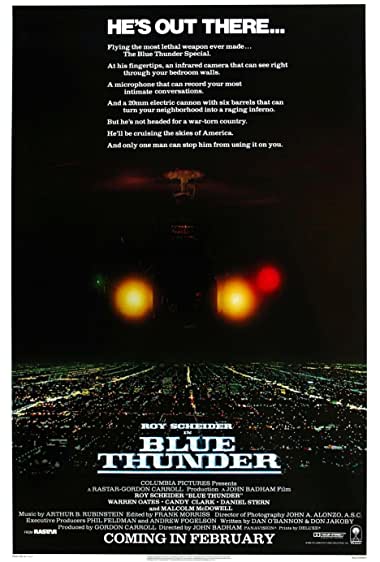 HE'S OUT THERE...
Flying the most lethal weapon ever made...
The Blue Thunder Special.
At his fingertips, an infrared camera that can see right
through your bedroom walls.
A microphone that can record your most
intimate conversations.
And a 20mm electric cannon with six barrels that can
turn your neighborhood into a raging inferno.
But he's not headed for a war-torn country.
He'll be cruising the skies of America.
And only one man can stop him from using it on you.
ROY SCHEIDER
IN
BLUE
THUNDER
COLUMBIA PICTURES Presents
A RASTAR-GORDON CARROLL Production A JOHN BADHAM Film
ROY SCHEIDER "BLUE THUNDER"
WARREN OATES • CANDY CLARK • DANIEL STERN
and MALCOLM McDOWELL
Music by ARTHUR B. RUBINSTEIN Edited by FRANK MORRISS Director of Photography JOHN A. ALONZO, A.S.C.
Executive Producers PHIL FELDMAN and ANDREW FOGELSON Written by DAN O'BANNON & DON JAKOBY
FROM RASTAR Produced by GORDON CARROLL Directed by JOHN BADHAM PANAVISION® Prints by DELUXE®
COMING IN FEBRUARY